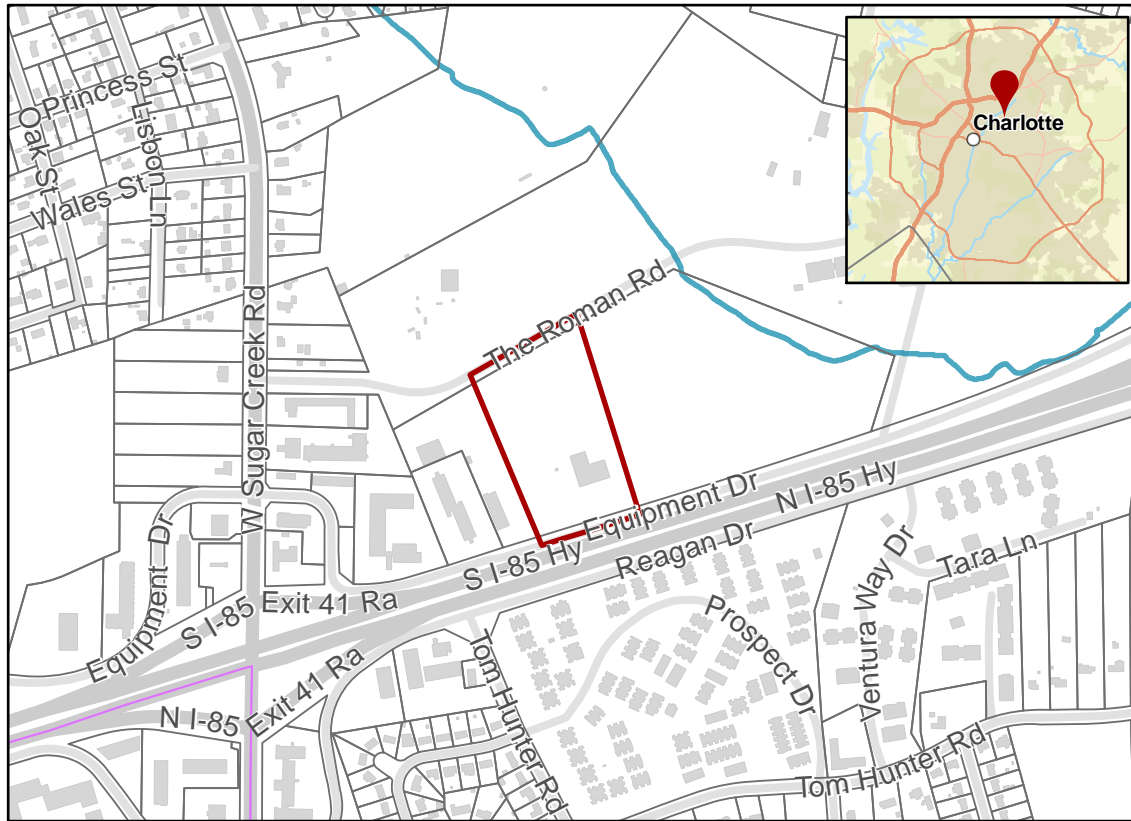 Princess St
Oak St
Lisbon Ln
Wales St
Charlotte
W Sugar Creek Rd
The Roman Rd
Equipment Dr
S I-85 Exit 41 Ra
S I-85 Hy
Equipment Dr
N I-85 Hy
Reagan Dr
N I-85 Exit 41 Ra
Tom Hunter Rd
Prospect Dr
Ventura Way Dr
Tara Ln
Tom Hunter Rd